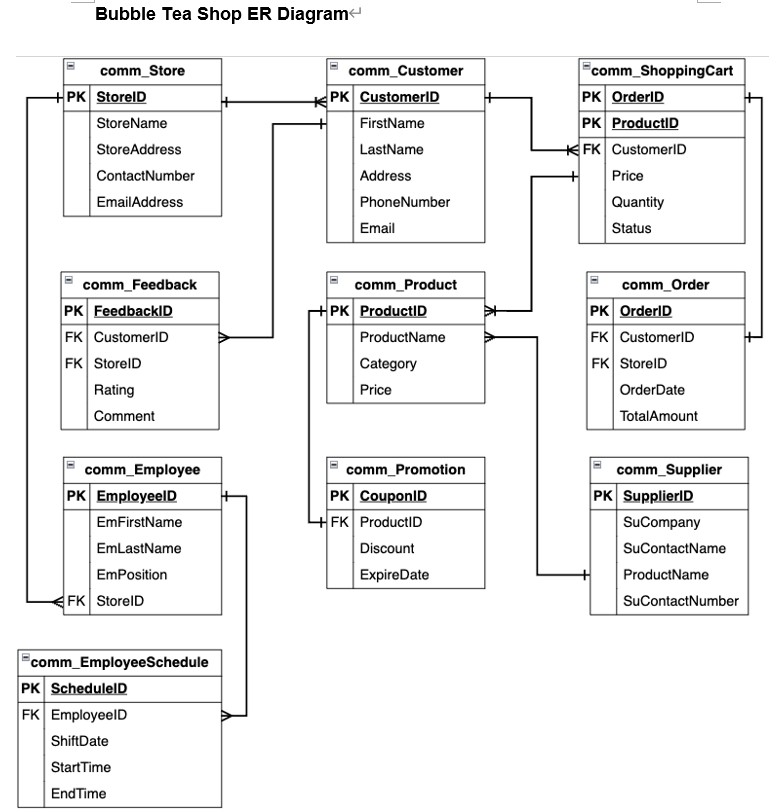 Bubble Tea Shop ER Diagram↵
comm_Store
PK StoreID
StoreName
StoreAddress
ContactNumber
EmailAddress
comm_Customer
PK CustomerID
FirstName
LastName
Address
PhoneNumber
Email
comm_ShoppingCart
PK OrderID
PK ProductID
FK CustomerID
Price
Quantity
Status
comm_Feedback
PK FeedbackID
FK CustomerID
FK StoreID
Rating
Comment
comm_Product
PK ProductID
ProductName
Category
Price
comm_Order
PK OrderID
FK CustomerID
FK StoreID
OrderDate
TotalAmount
comm_Employee
PK EmployeeID
EmFirstName
EmLastName
EmPosition
FK StoreID
comm_Promotion
PK CouponID
FK ProductID
Discount
ExpireDate
comm_Supplier
PK SupplierID
SuCompany
SuContactName
ProductName
SuContactNumber
comm_EmployeeSchedule
PK ScheduleID
FK EmployeeID
ShiftDate
StartTime
EndTime